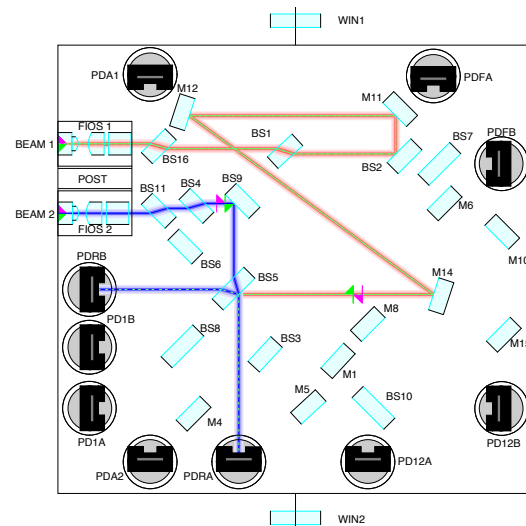 WIN1
PDA1
PDFA
M12
M11
FIOS 1
BS1
BS7
PDFB
BEAM 1
BS16
BS2
POST
BS11
BS4
BS9
M6
BEAM 2
FIOS 2
M10
BS6
PDRB
BS5
M14
PD1B
M8
BS8
BS3
M1
M15
M5
BS10
PD1A
M4
PD12B
PDA2
PDRA
PD12A
WIN2